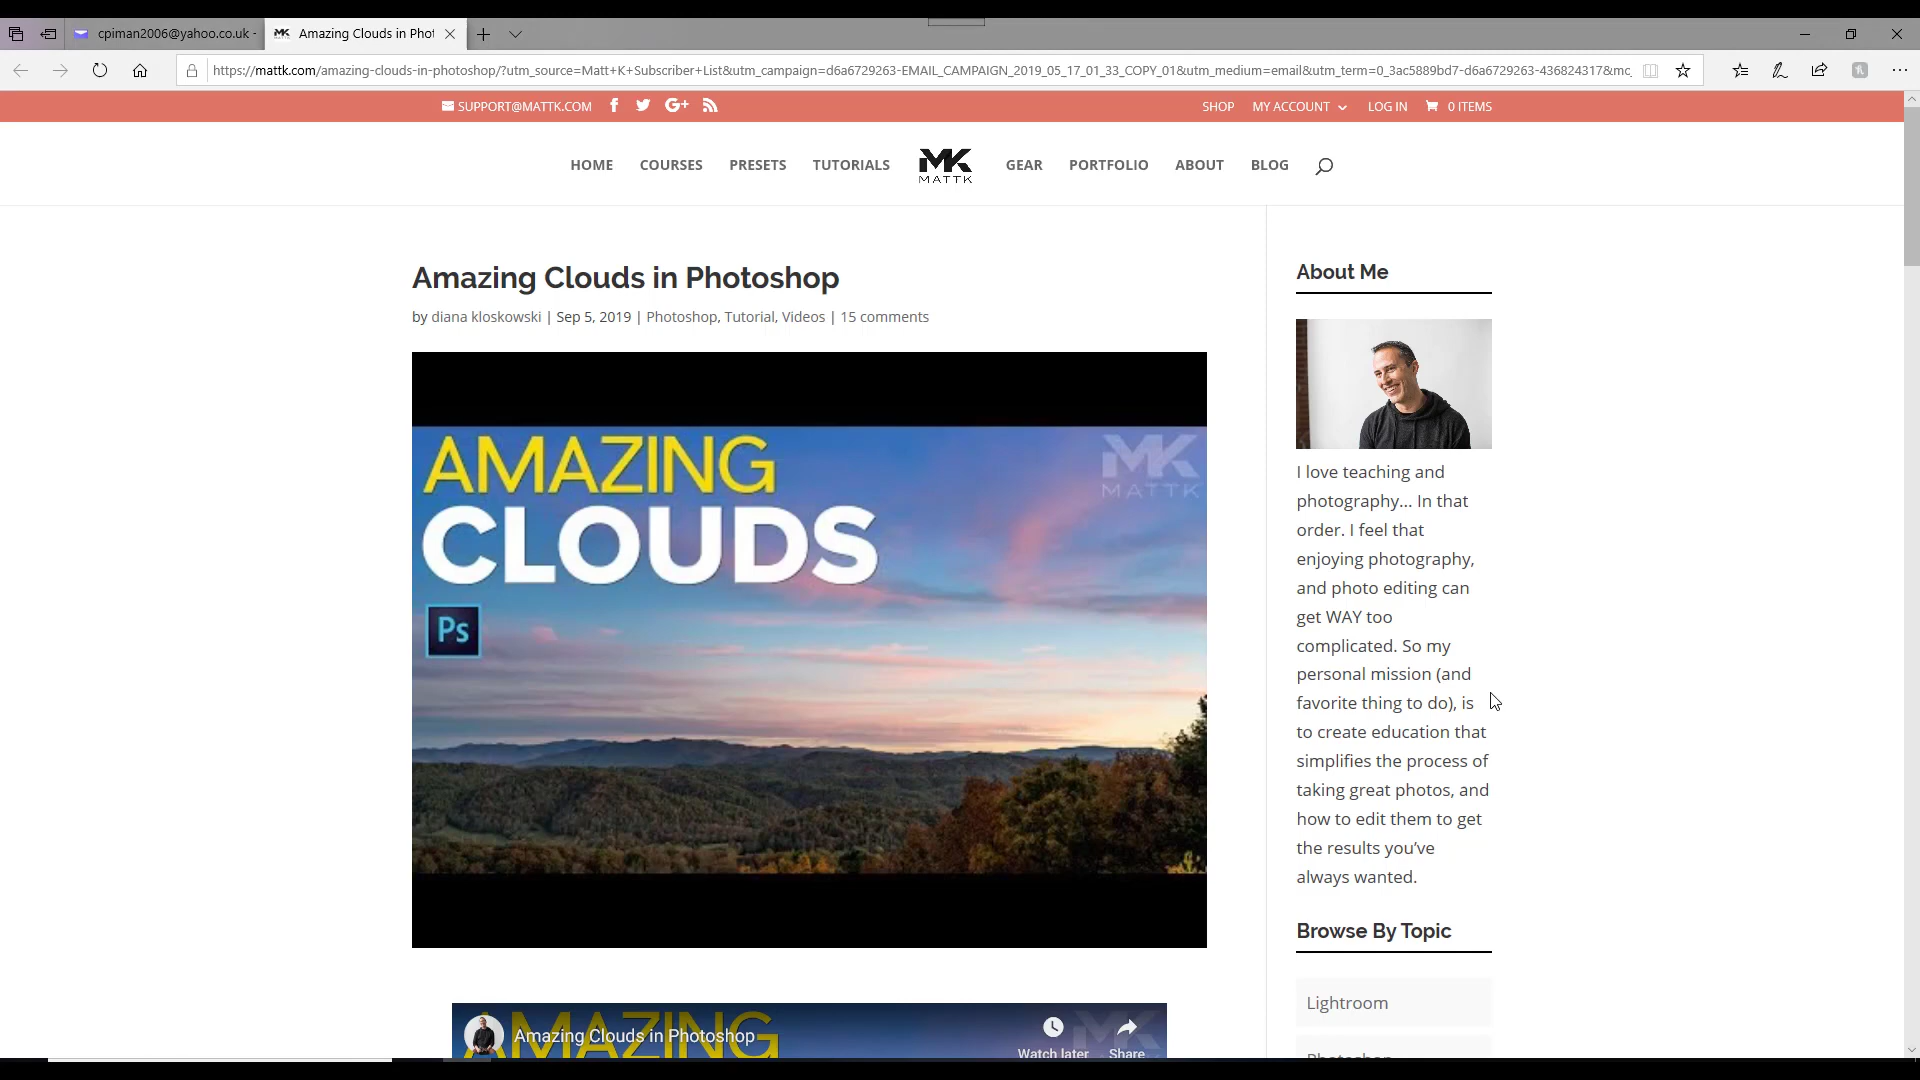 cpiman2006@yahoo.co.uk -
MK Amazing Clouds in Phot
https://mattk.com/amazing-clouds-in-photoshop/?utm_source=Matt+K+Subscriber+List&utm_campaign=d6a6729263-EMAIL_CAMPAIGN_2019_05_17_01_33_COPY_01&utm_medium=email&utm_term=0_3ac5889bd7-d6a6729263-436824317&mc_
SUPPORT@MATTK.COM
SHOP MY ACCOUNT LOG IN 0 ITEMS
HOME COURSES PRESETS TUTORIALS MK MATTK GEAR PORTFOLIO ABOUT BLOG
Amazing Clouds in Photoshop
by diana kloskowski | Sep 5, 2019 | Photoshop, Tutorial, Videos | 15 comments
AMAZING
CLOUDS
Ps
MK
MATTK
Amazing Clouds in Photoshop
AMAZING
Watch later Share
About Me
I love teaching and
photography… In that
order. I feel that
enjoying photography,
and photo editing can
get WAY too
complicated. So my
personal mission (and
favorite thing to do), is
to create education that
simplifies the process of
taking great photos, and
how to edit them to get
the results you’ve
always wanted.
Browse By Topic
Lightroom
Photoshop